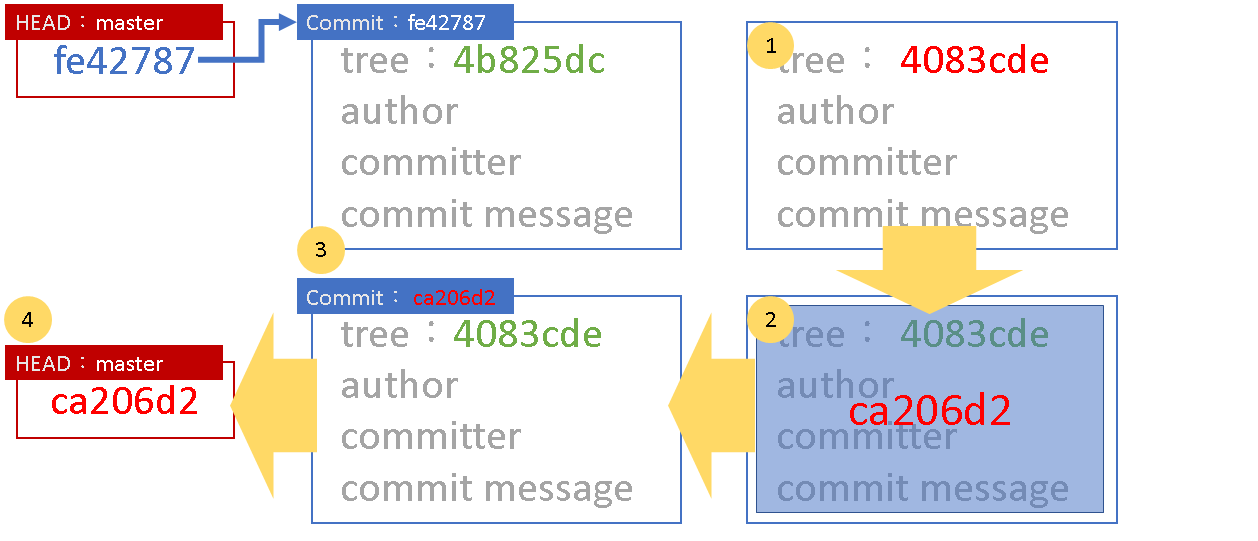 HEAD：master
fe42787
Commit：fe42787
tree：4b825dc
author
committer
commit message
1
tree： 4083cde
author
committer
commit message
3
Commit： ca206d2
tree：4083cde
author
committer
commit message
2
tree： 4083cde
author
ca206d2
committer
commit message
4
HEAD：master
ca206d2